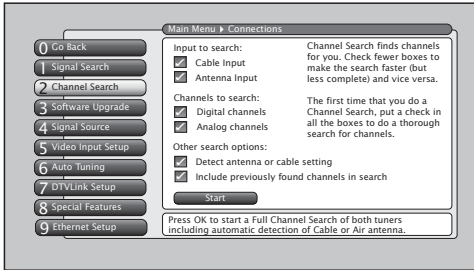 Main Menu ▸ Connections
0 Go Back
1 Signal Search
2 Channel Search
3 Software Upgrade
4 Signal Source
5 Video Input Setup
6 Auto Tuning
7 DTVLink Setup
8 Special Features
9 Ethernet Setup
Input to search:
Cable Input
Antenna Input
Channels to search:
Digital channels
Analog channels
Other search options:
Detect antenna or cable setting
Include previously found channels in search
Start
Channel Search finds channels
for you. Check fewer boxes to
make the search faster (but
less complete) and vice versa.
The first time that you do a
Channel Search, put a check in
all the boxes to do a thorough
search for channels.
Press OK to start a Full Channel Search of both tuners
including automatic detection of Cable or Air antenna.